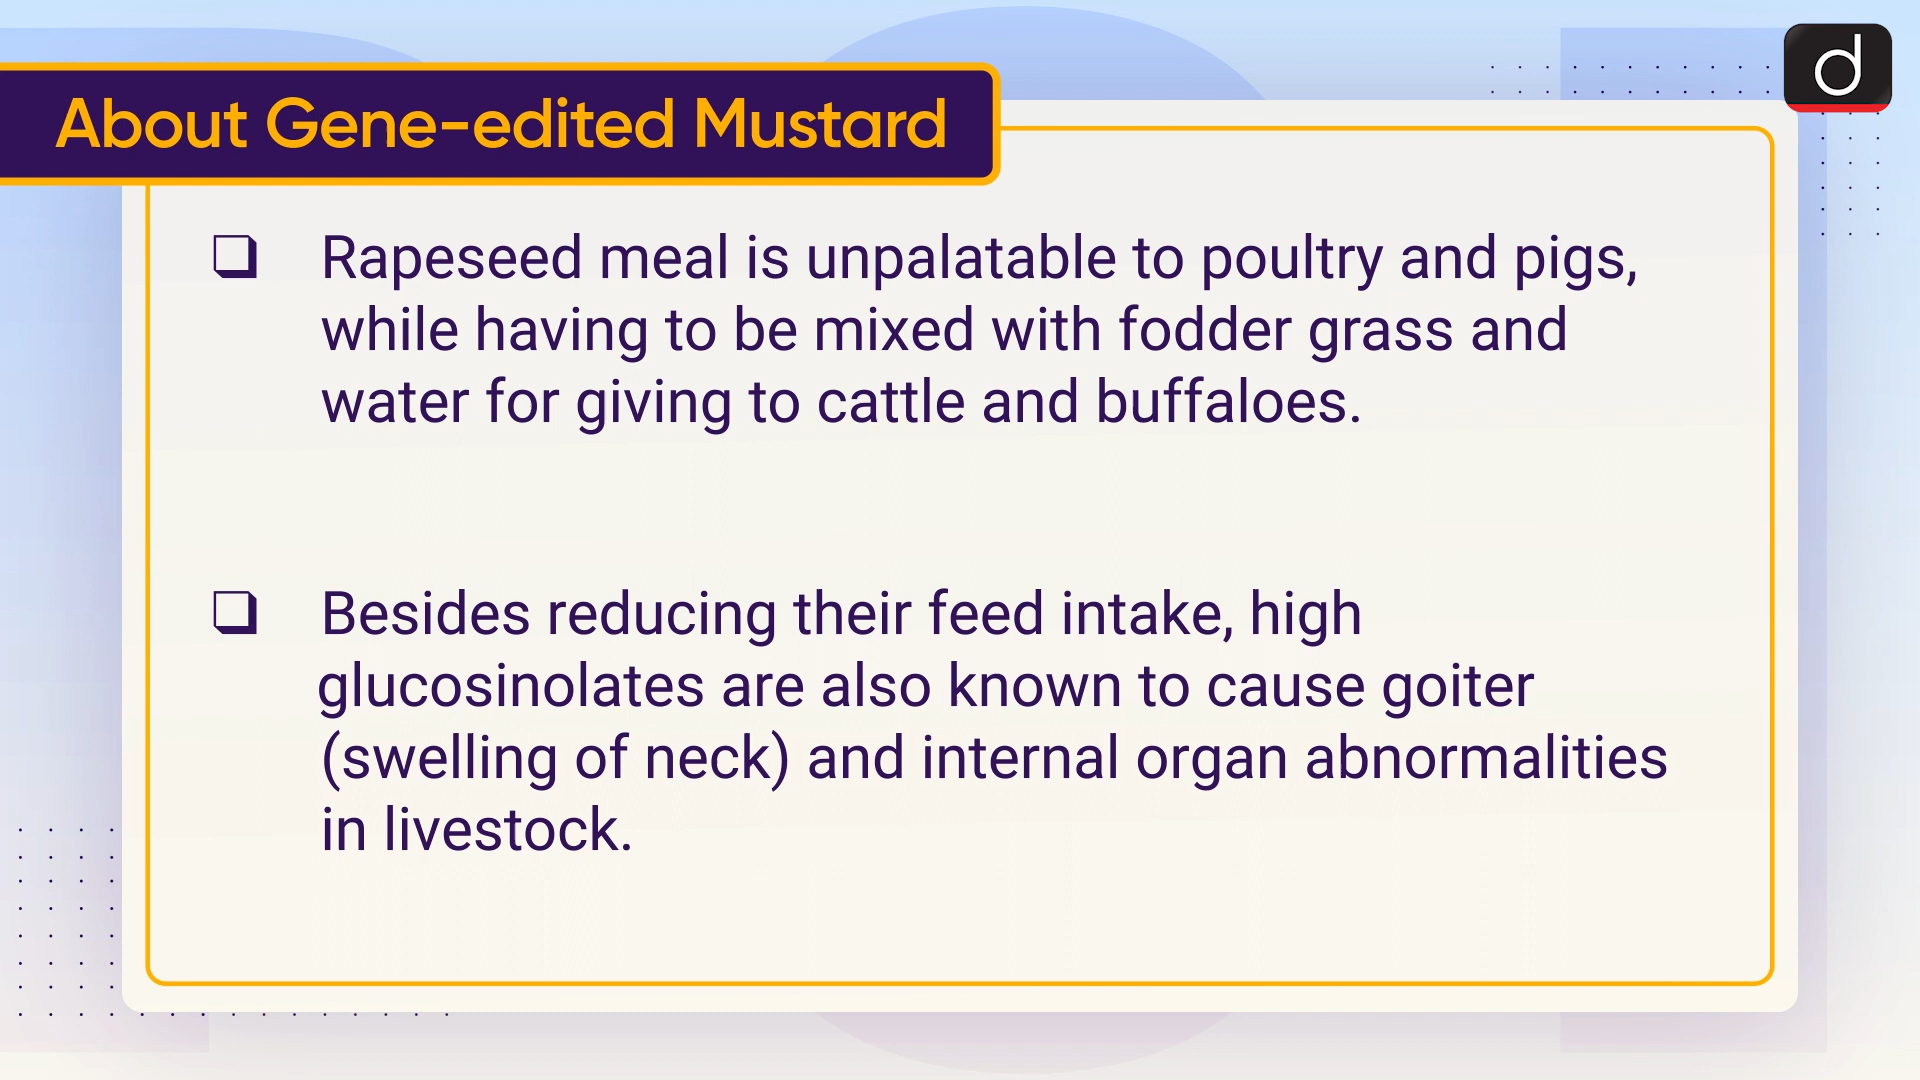 About Gene-edited Mustard
d
❑ Rapeseed meal is unpalatable to poultry and pigs,
while having to be mixed with fodder grass and
water for giving to cattle and buffaloes.
❑ Besides reducing their feed intake, high
glucosinolates are also known to cause goiter
(swelling of neck) and internal organ abnormalities
in livestock.